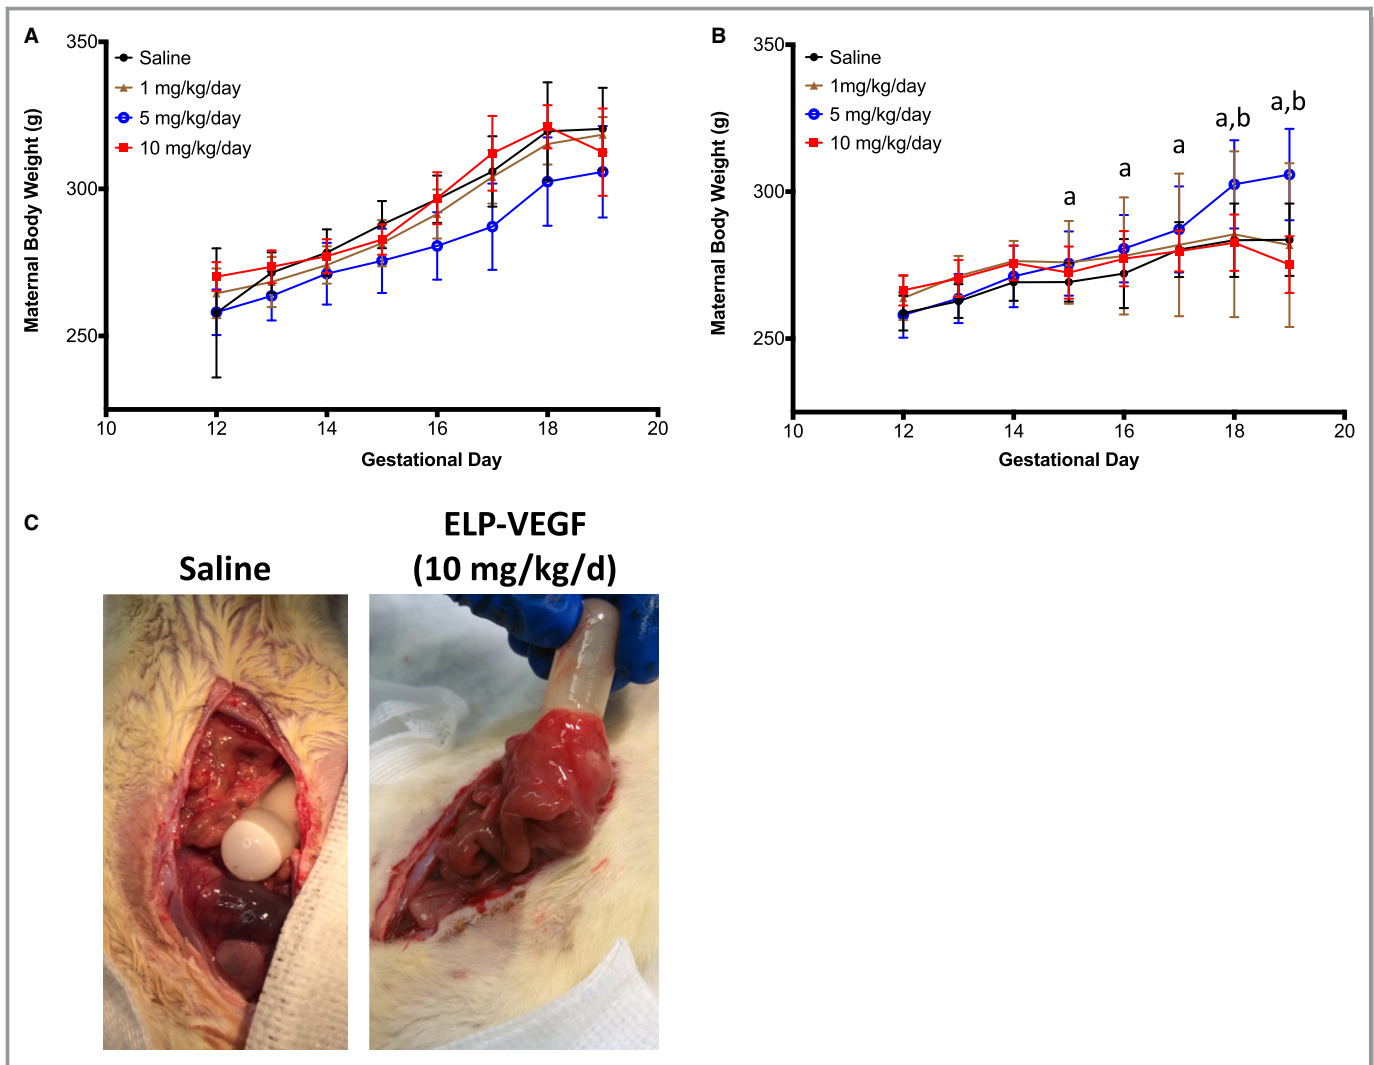 A
350
300
250
Maternal Body Weight (g)
Saline
1 mg/kg/day
5 mg/kg/day
10 mg/kg/day
10
12
14
16
18
20
Gestational Day
B
350
300
250
Maternal Body Weight (g)
Saline
1mg/kg/day
5 mg/kg/day
10 mg/kg/day
a
a
a
a,b
a,b
10
12
14
16
18
20
Gestational Day
C
Saline
ELP-VEGF
(10 mg/kg/d)